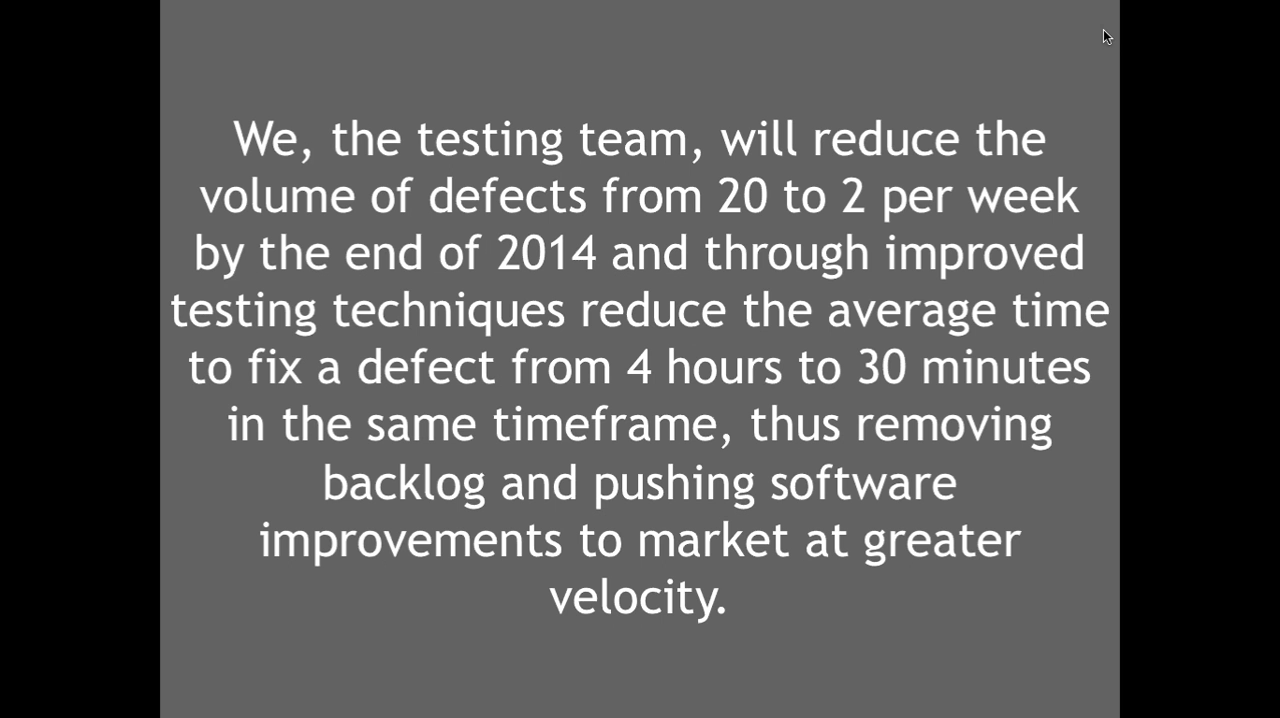 We, the testing team, will reduce the
volume of defects from 20 to 2 per week
by the end of 2014 and through improved
testing techniques reduce the average time
to fix a defect from 4 hours to 30 minutes
in the same timeframe, thus removing
backlog and pushing software
improvements to market at greater
velocity.